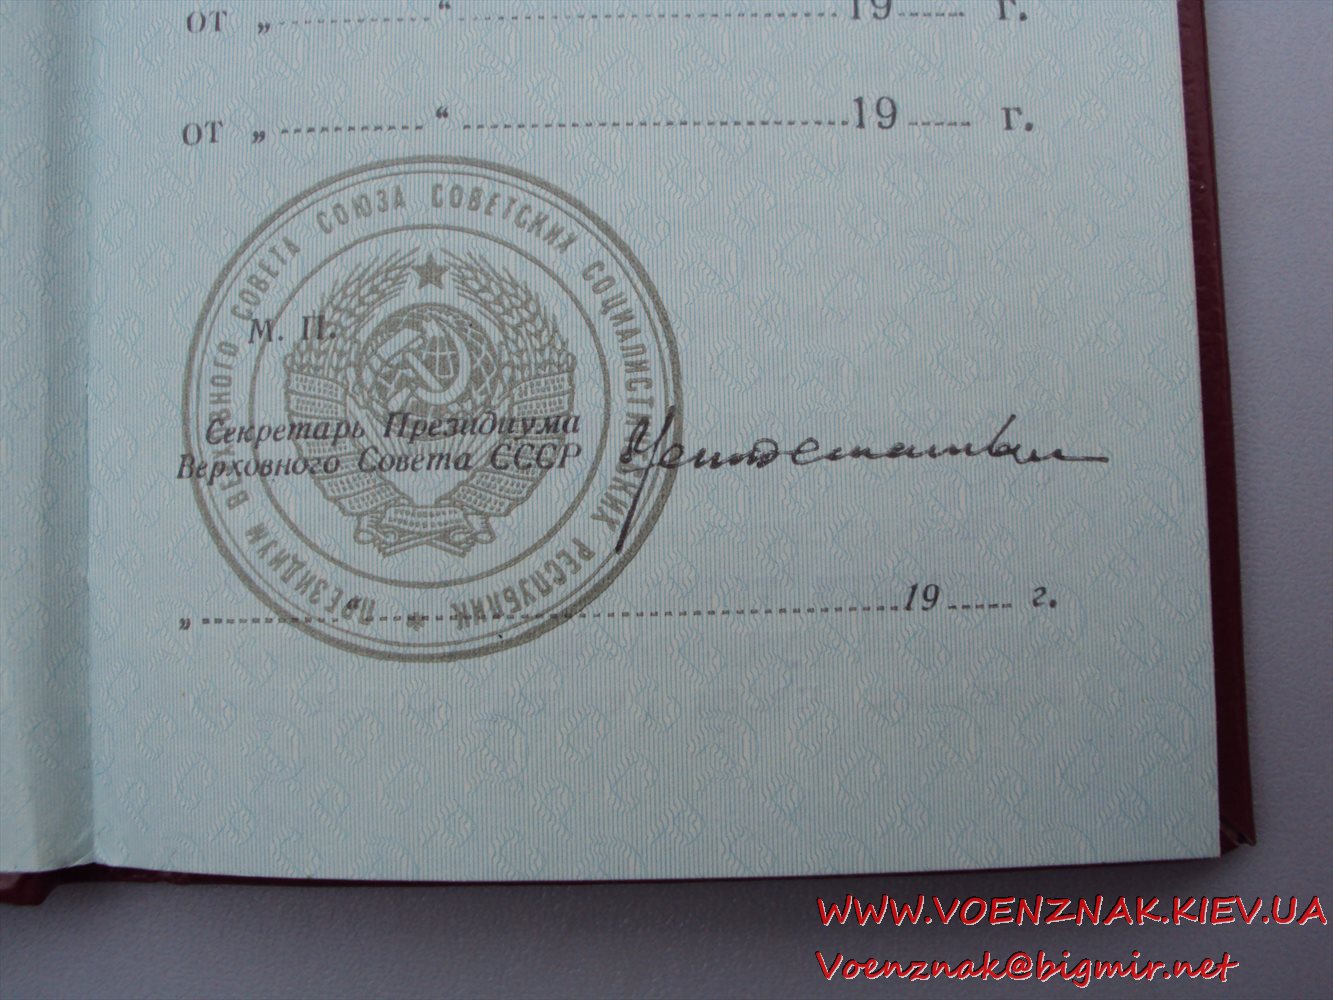 от „ “ 19 г.
от „ “ 19 г.
ПРЕЗИДИУМ ВЕРХОВНОГО СОВЕТА СОЮЗА СОВЕТСКИХ СОЦИАЛИСТИЧЕСКИХ РЕСПУБЛИК
М. П.
Секретарь Президиума
Верховного Совета СССР
„ 19 г.
WWW.VOENZNAK.KIEV.UA
Voenznak@bigmir.net